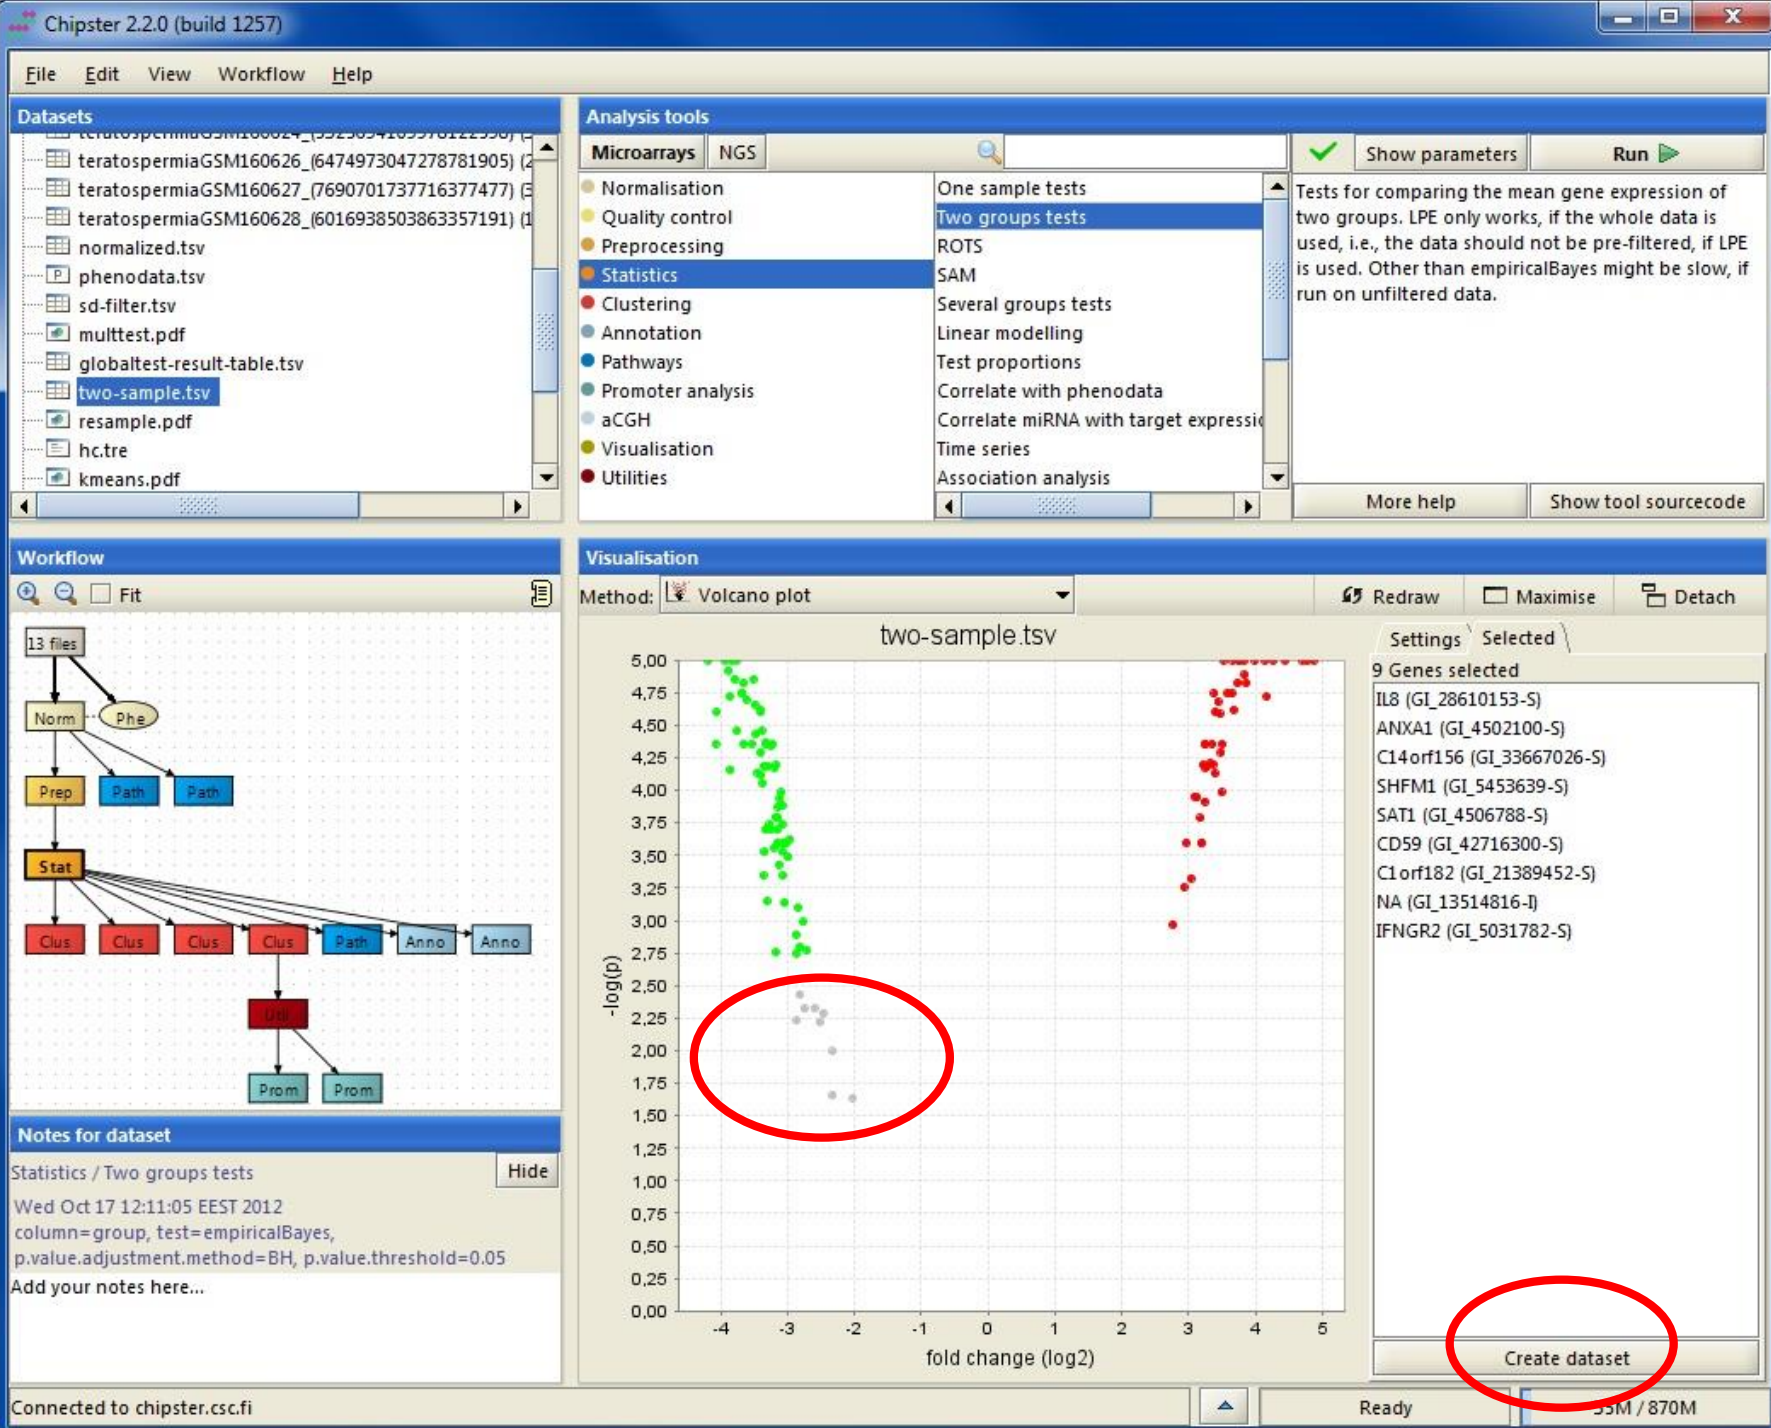 Chipster 2.2.0 (build 1257)
File Edit View Workflow Help
Datasets
teratospermiaGSM160626_(6474973047278781905) (2
teratospermiaGSM160627_(7690701737716377477) (3
teratospermiaGSM160628_(6016938503863357191) (1
normalized.tsv
phenodata.tsv
sd-filter.tsv
multtest.pdf
globaltest-result-table.tsv
two-sample.tsv
resample.pdf
hc.tre
kmeans.pdf
Analysis tools
Microarrays NGS
Normalisation
Quality control
Preprocessing
Statistics
Clustering
Annotation
Pathways
Promoter analysis
aCGH
Visualisation
Utilities
One sample tests
Two groups tests
ROTS
SAM
Several groups tests
Linear modelling
Test proportions
Correlate with phenodata
Correlate miRNA with target expressio
Time series
Association analysis
Show parameters Run
Tests for comparing the mean gene expression of
two groups. LPE only works, if the whole data is
used, i.e., the data should not be pre-filtered, if LPE
is used. Other than empiricalBayes might be slow, if
run on unfiltered data.
More help Show tool sourcecode
Workflow
Fit
13 files
Norm Phe
Prep Path Path
Stat
Clus Clus Clus Clus Path Anno Anno
Util
Prom Prom
Notes for dataset
Statistics / Two groups tests Hide
Wed Oct 17 12:11:05 EEST 2012
column=group, test=empiricalBayes,
p.value.adjustment.method=BH, p.value.threshold=0.05
Add your notes here...
Visualisation
Method: Volcano plot Redraw Maximise Detach
two-sample.tsv
5,00
4,75
4,50
4,25
4,00
3,75
3,50
3,25
3,00
2,75
2,50
2,25
2,00
1,75
1,50
1,25
1,00
0,75
0,50
0,25
0,00
-log(p)
-4 -3 -2 -1 0 1 2 3 4 5
fold change (log2)
Settings Selected
9 Genes selected
IL8 (GI_28610153-S)
ANXA1 (GI_4502100-S)
C14orf156 (GI_33667026-S)
SHFM1 (GI_5453639-S)
SAT1 (GI_4506788-S)
CD59 (GI_42716300-S)
C1orf182 (GI_21389452-S)
NA (GI_13514816-I)
IFNGR2 (GI_5031782-S)
Create dataset
Connected to chipster.csc.fi Ready / 870M